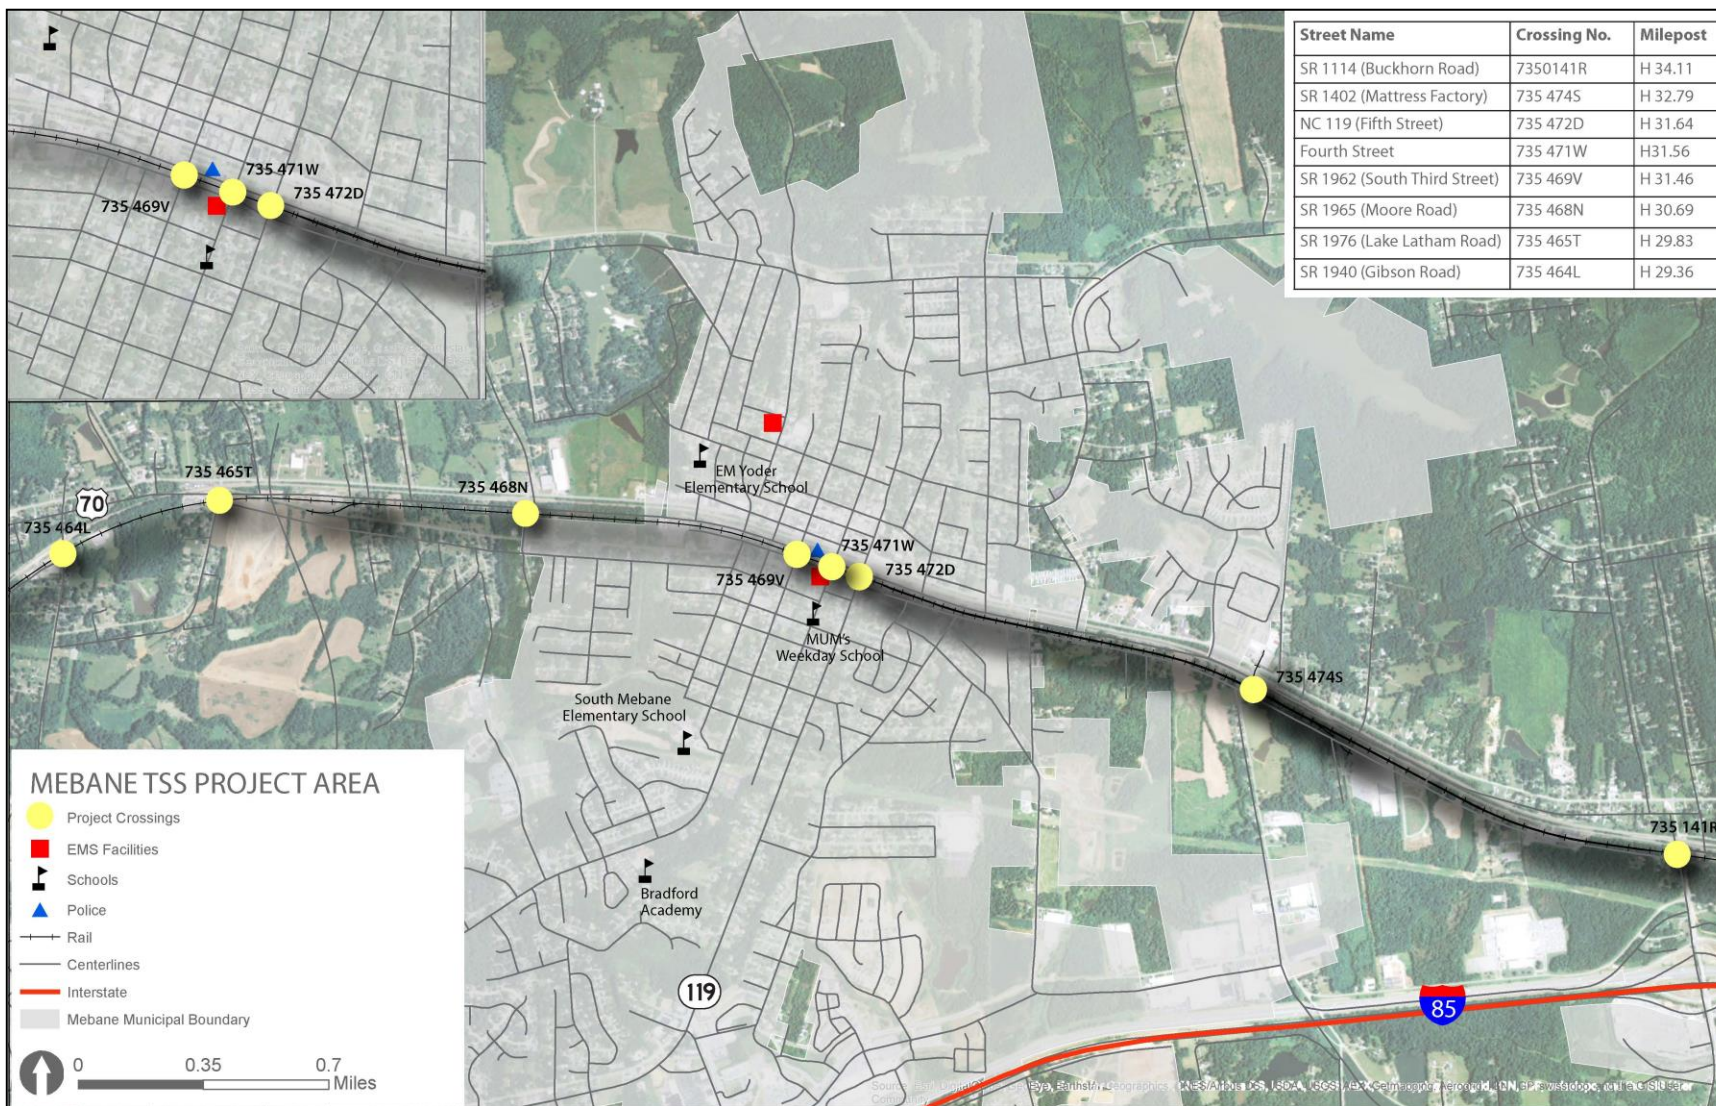 Street Name Crossing No. Milepost
SR 1114 (Buckhorn Road) 7350141R H 34.11
SR 1402 (Mattress Factory) 735 474S H 32.79
NC 119 (Fifth Street) 735 472D H 31.64
Fourth Street 735 471W H31.56
SR 1962 (South Third Street) 735 469V H 31.46
SR 1965 (Moore Road) 735 468N H 30.69
SR 1976 (Lake Latham Road) 735 465T H 29.83
SR 1940 (Gibson Road) 735 464L H 29.36
735 471W
735 472D
735 469V
735 465T
70
735 464L
735 468N
EM Yoder
Elementary School
735 471W
735 472D
735 469V
MUM's
Weekday School
South Mebane
Elementary School
735 474S
735 141R
Bradford
Academy
119
85
MEBANE TSS PROJECT AREA
Project Crossings
EMS Facilities
Schools
Police
Rail
Centerlines
Interstate
Mebane Municipal Boundary
0 0.35 0.7
Miles